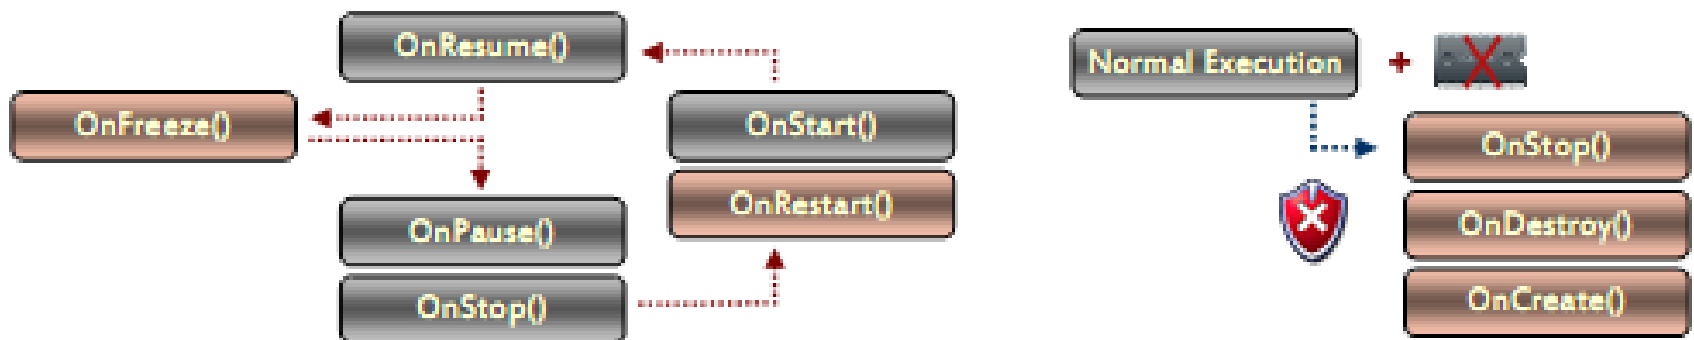 OnResume()
OnFreeze()
OnStart()
OnRestart()
OnPause()
OnStop()
Normal Execution +
OnStop()
OnDestroy()
OnCreate()